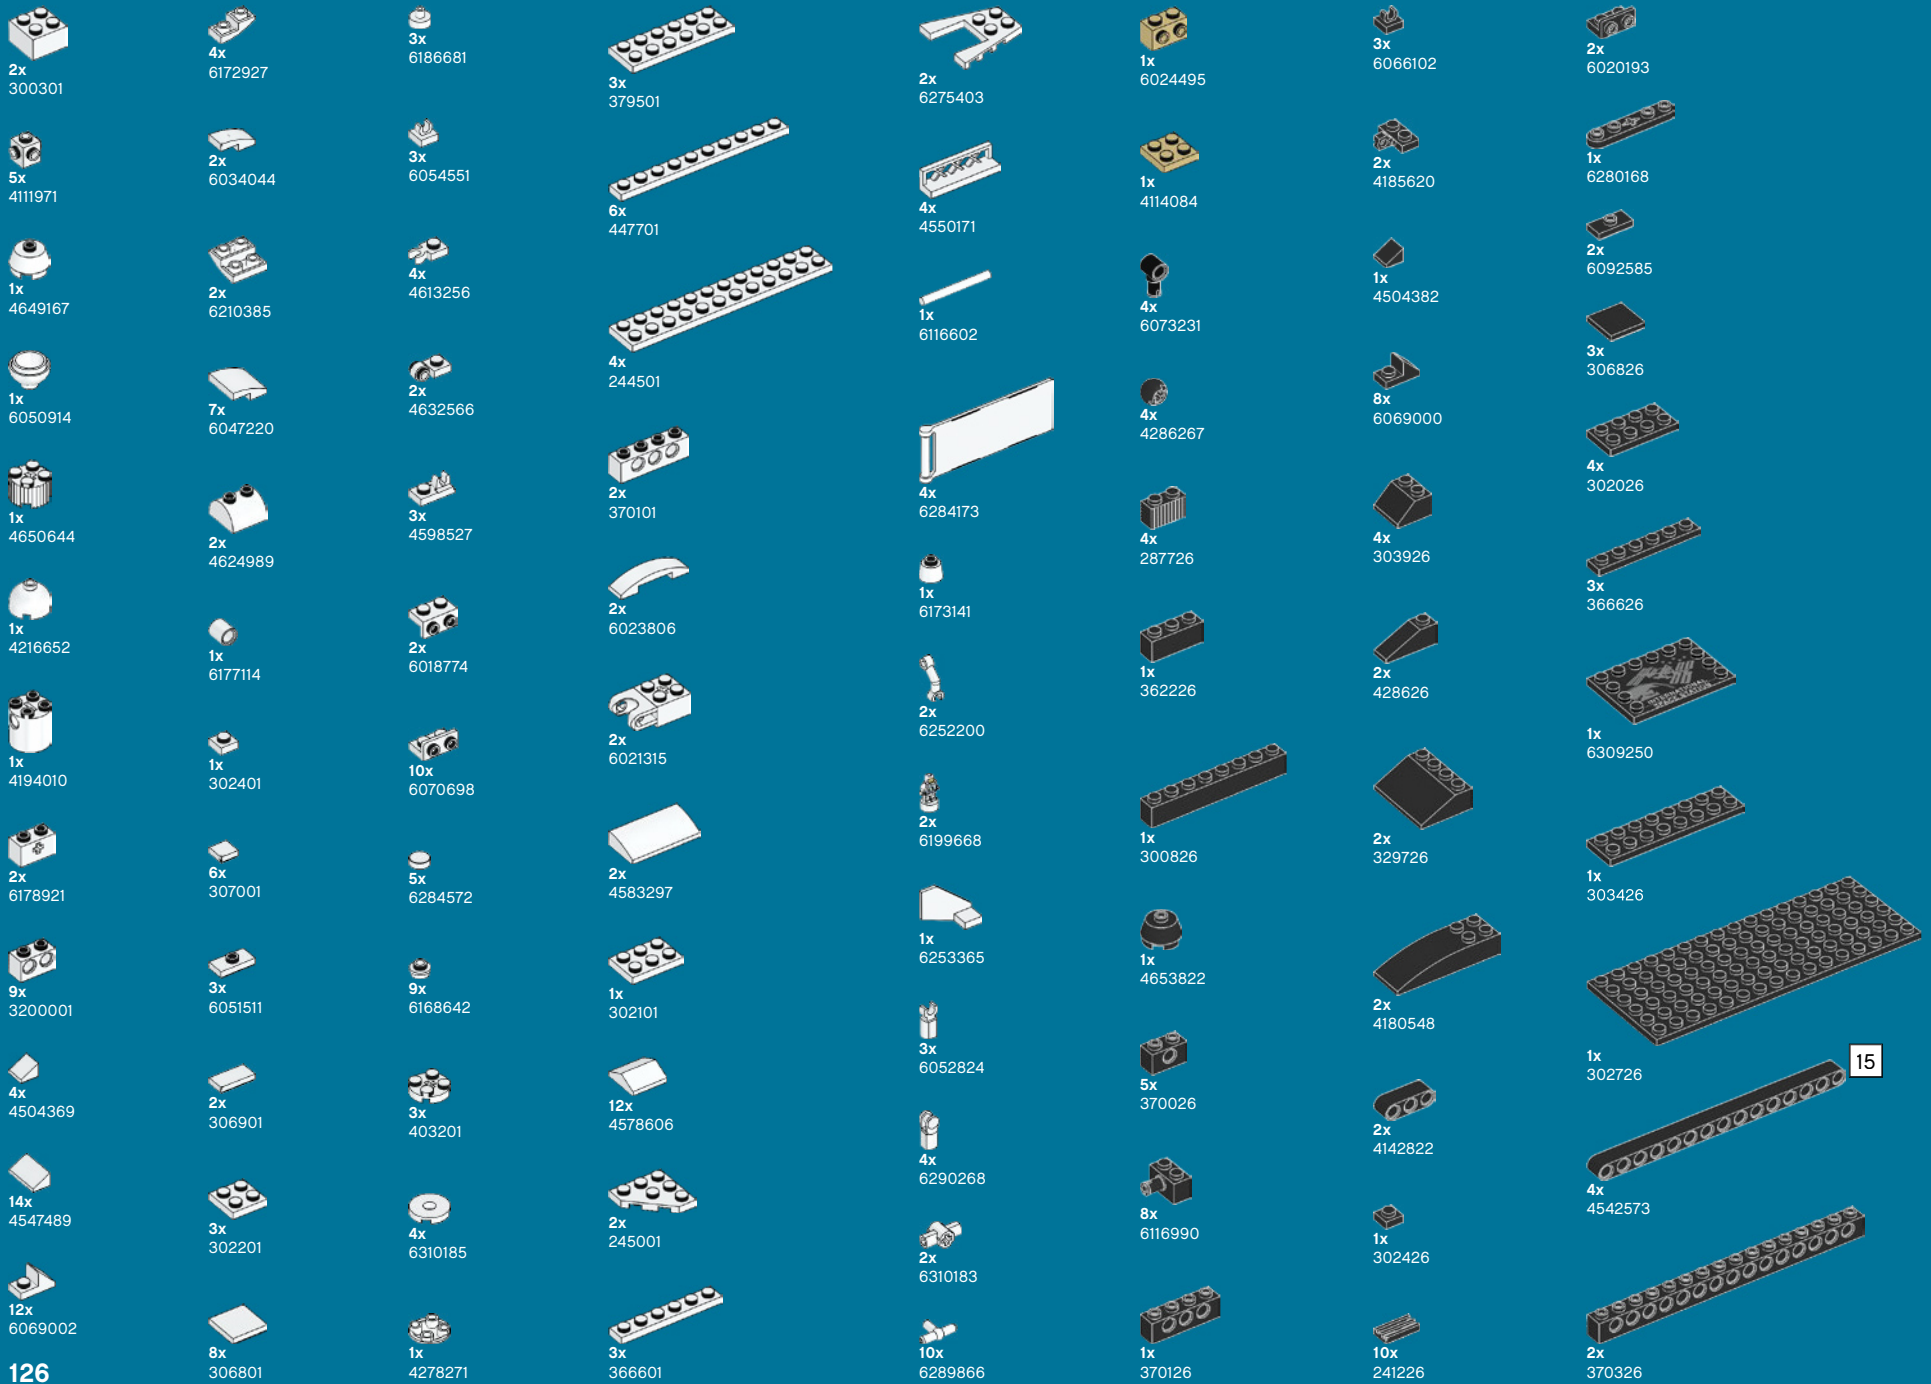 2x
300301
5x
4111971
1x
4649167
1x
6050914
1x
4650644
1x
4216652
1x
4194010
2x
6178921
9x
3200001
4x
4504369
14x
4547489
12x
6069002
4x
6172927
2x
6034044
2x
6210385
7x
6047220
2x
4624989
1x
6177114
1x
302401
6x
307001
3x
6051511
2x
306901
3x
302201
8x
306801
3x
6186681
3x
6054551
4x
4613256
2x
4632566
3x
4598527
2x
6018774
10x
6070698
5x
6284572
9x
6168642
3x
403201
4x
6310185
1x
4278271
3x
379501
6x
447701
4x
244501
2x
370101
2x
6023806
2x
6021315
2x
4583297
1x
302101
12x
4578606
2x
245001
3x
366601
2x
6275403
4x
4550171
1x
6116602
4x
6284173
1x
6173141
2x
6252200
2x
6199668
1x
6253365
3x
6052824
4x
6290268
2x
6310183
10x
6289866
1x
6024495
1x
4114084
4x
6073231
4x
4286267
4x
287726
1x
362226
1x
300826
1x
4653822
5x
370026
8x
6116990
1x
370126
3x
6066102
2x
4185620
1x
4504382
8x
6069000
4x
303926
2x
428626
2x
329726
2x
4180548
2x
4142822
1x
302426
10x
241226
2x
6020193
1x
6280168
2x
6092585
3x
306826
4x
302026
3x
366626
INTERNATIONAL
SPACE STATION
1x
6309250
1x
303426
1x
302726
15
4x
4542573
2x
370326
126